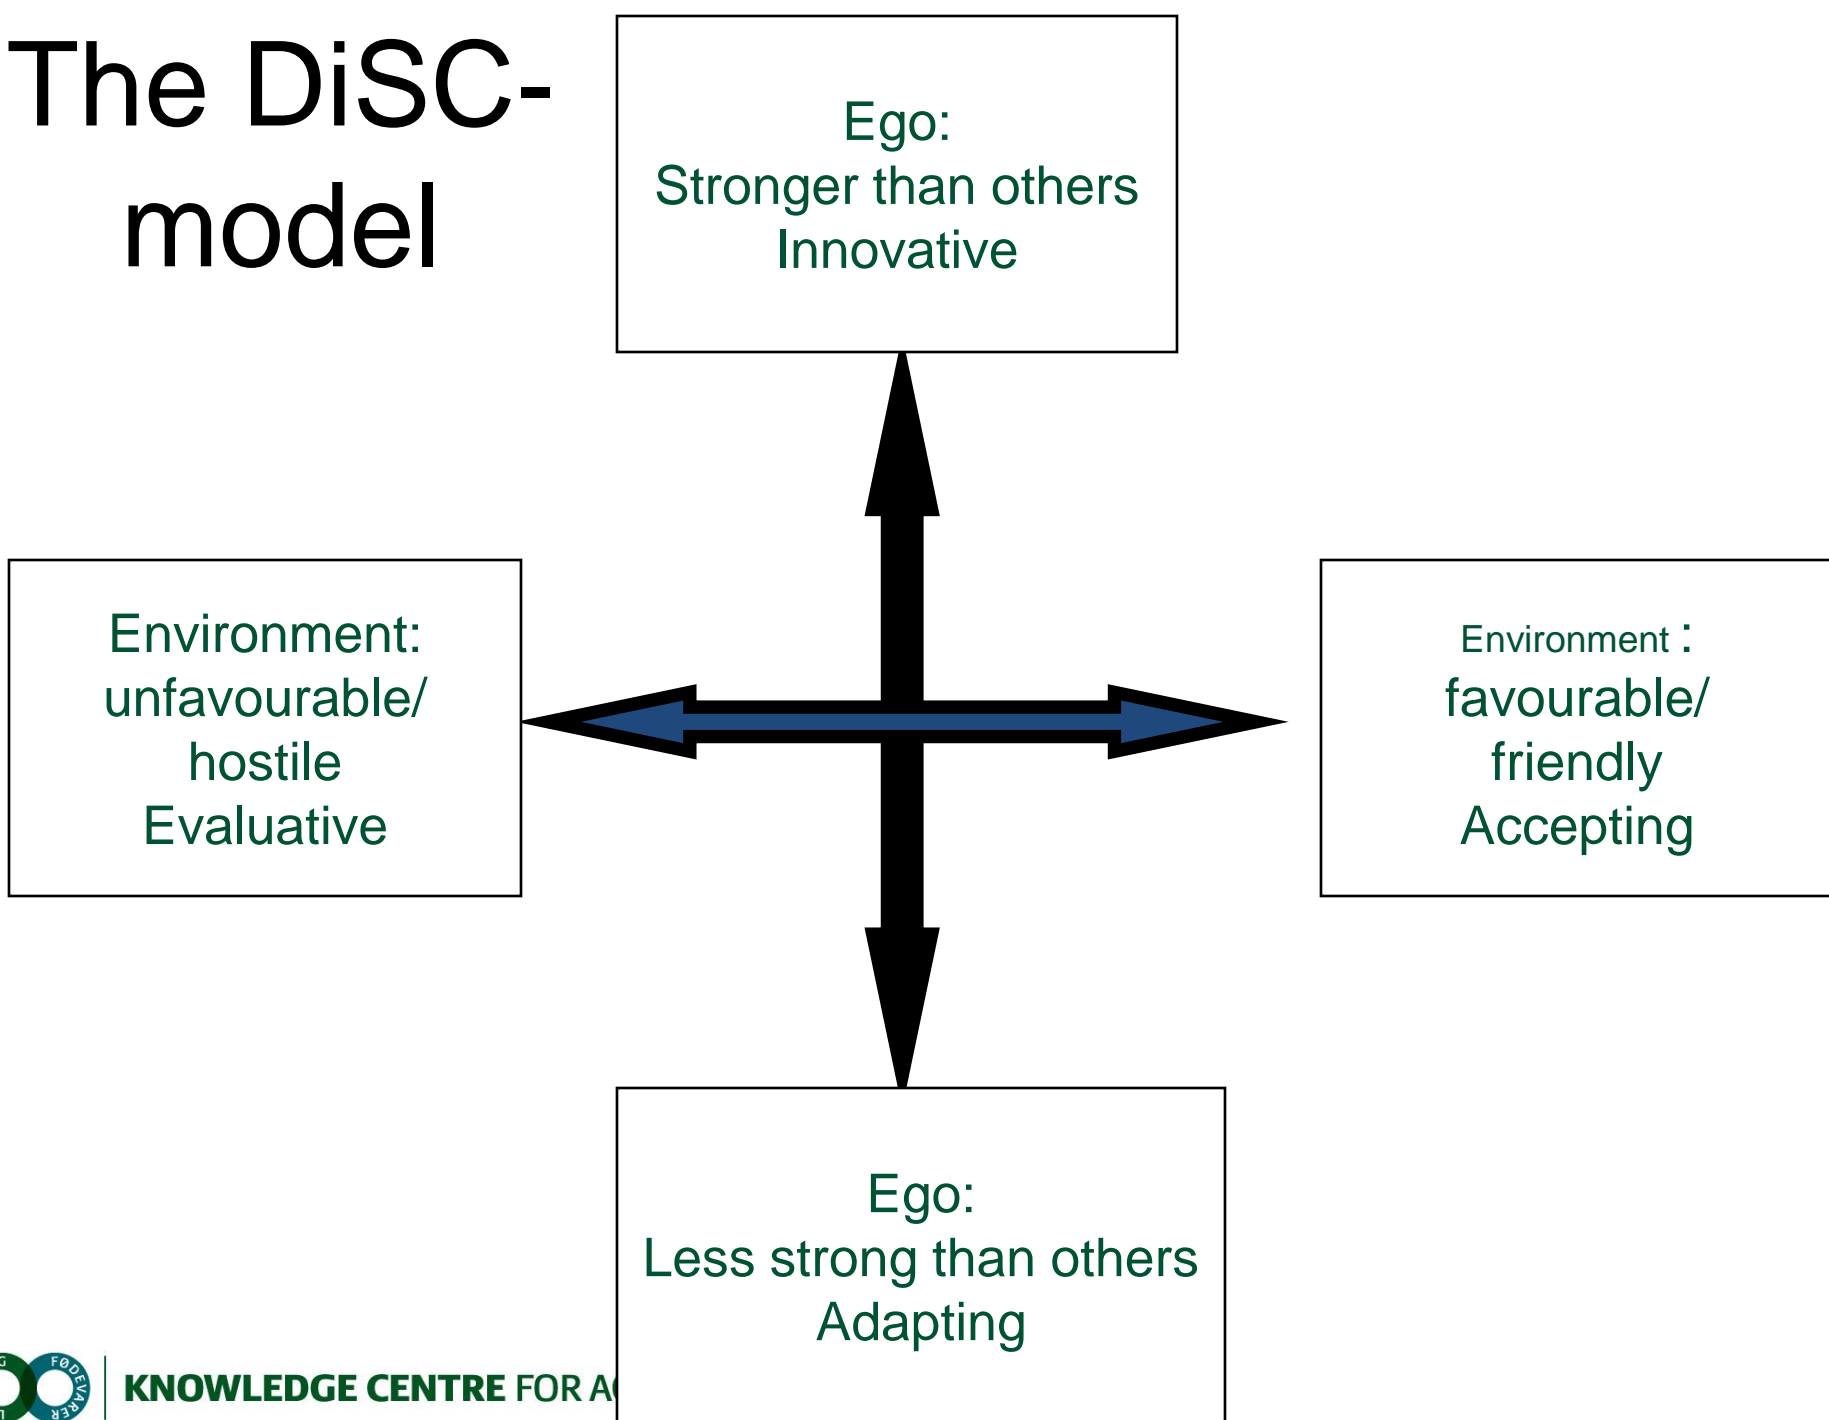 The DiSC-
model
Ego:
Stronger than others
Innovative
Environment:
unfavourable/
hostile
Evaluative
Environment :
favourable/
friendly
Accepting
Ego:
Less strong than others
Adapting
FØDEVARER
KNOWLEDGE CENTRE FOR